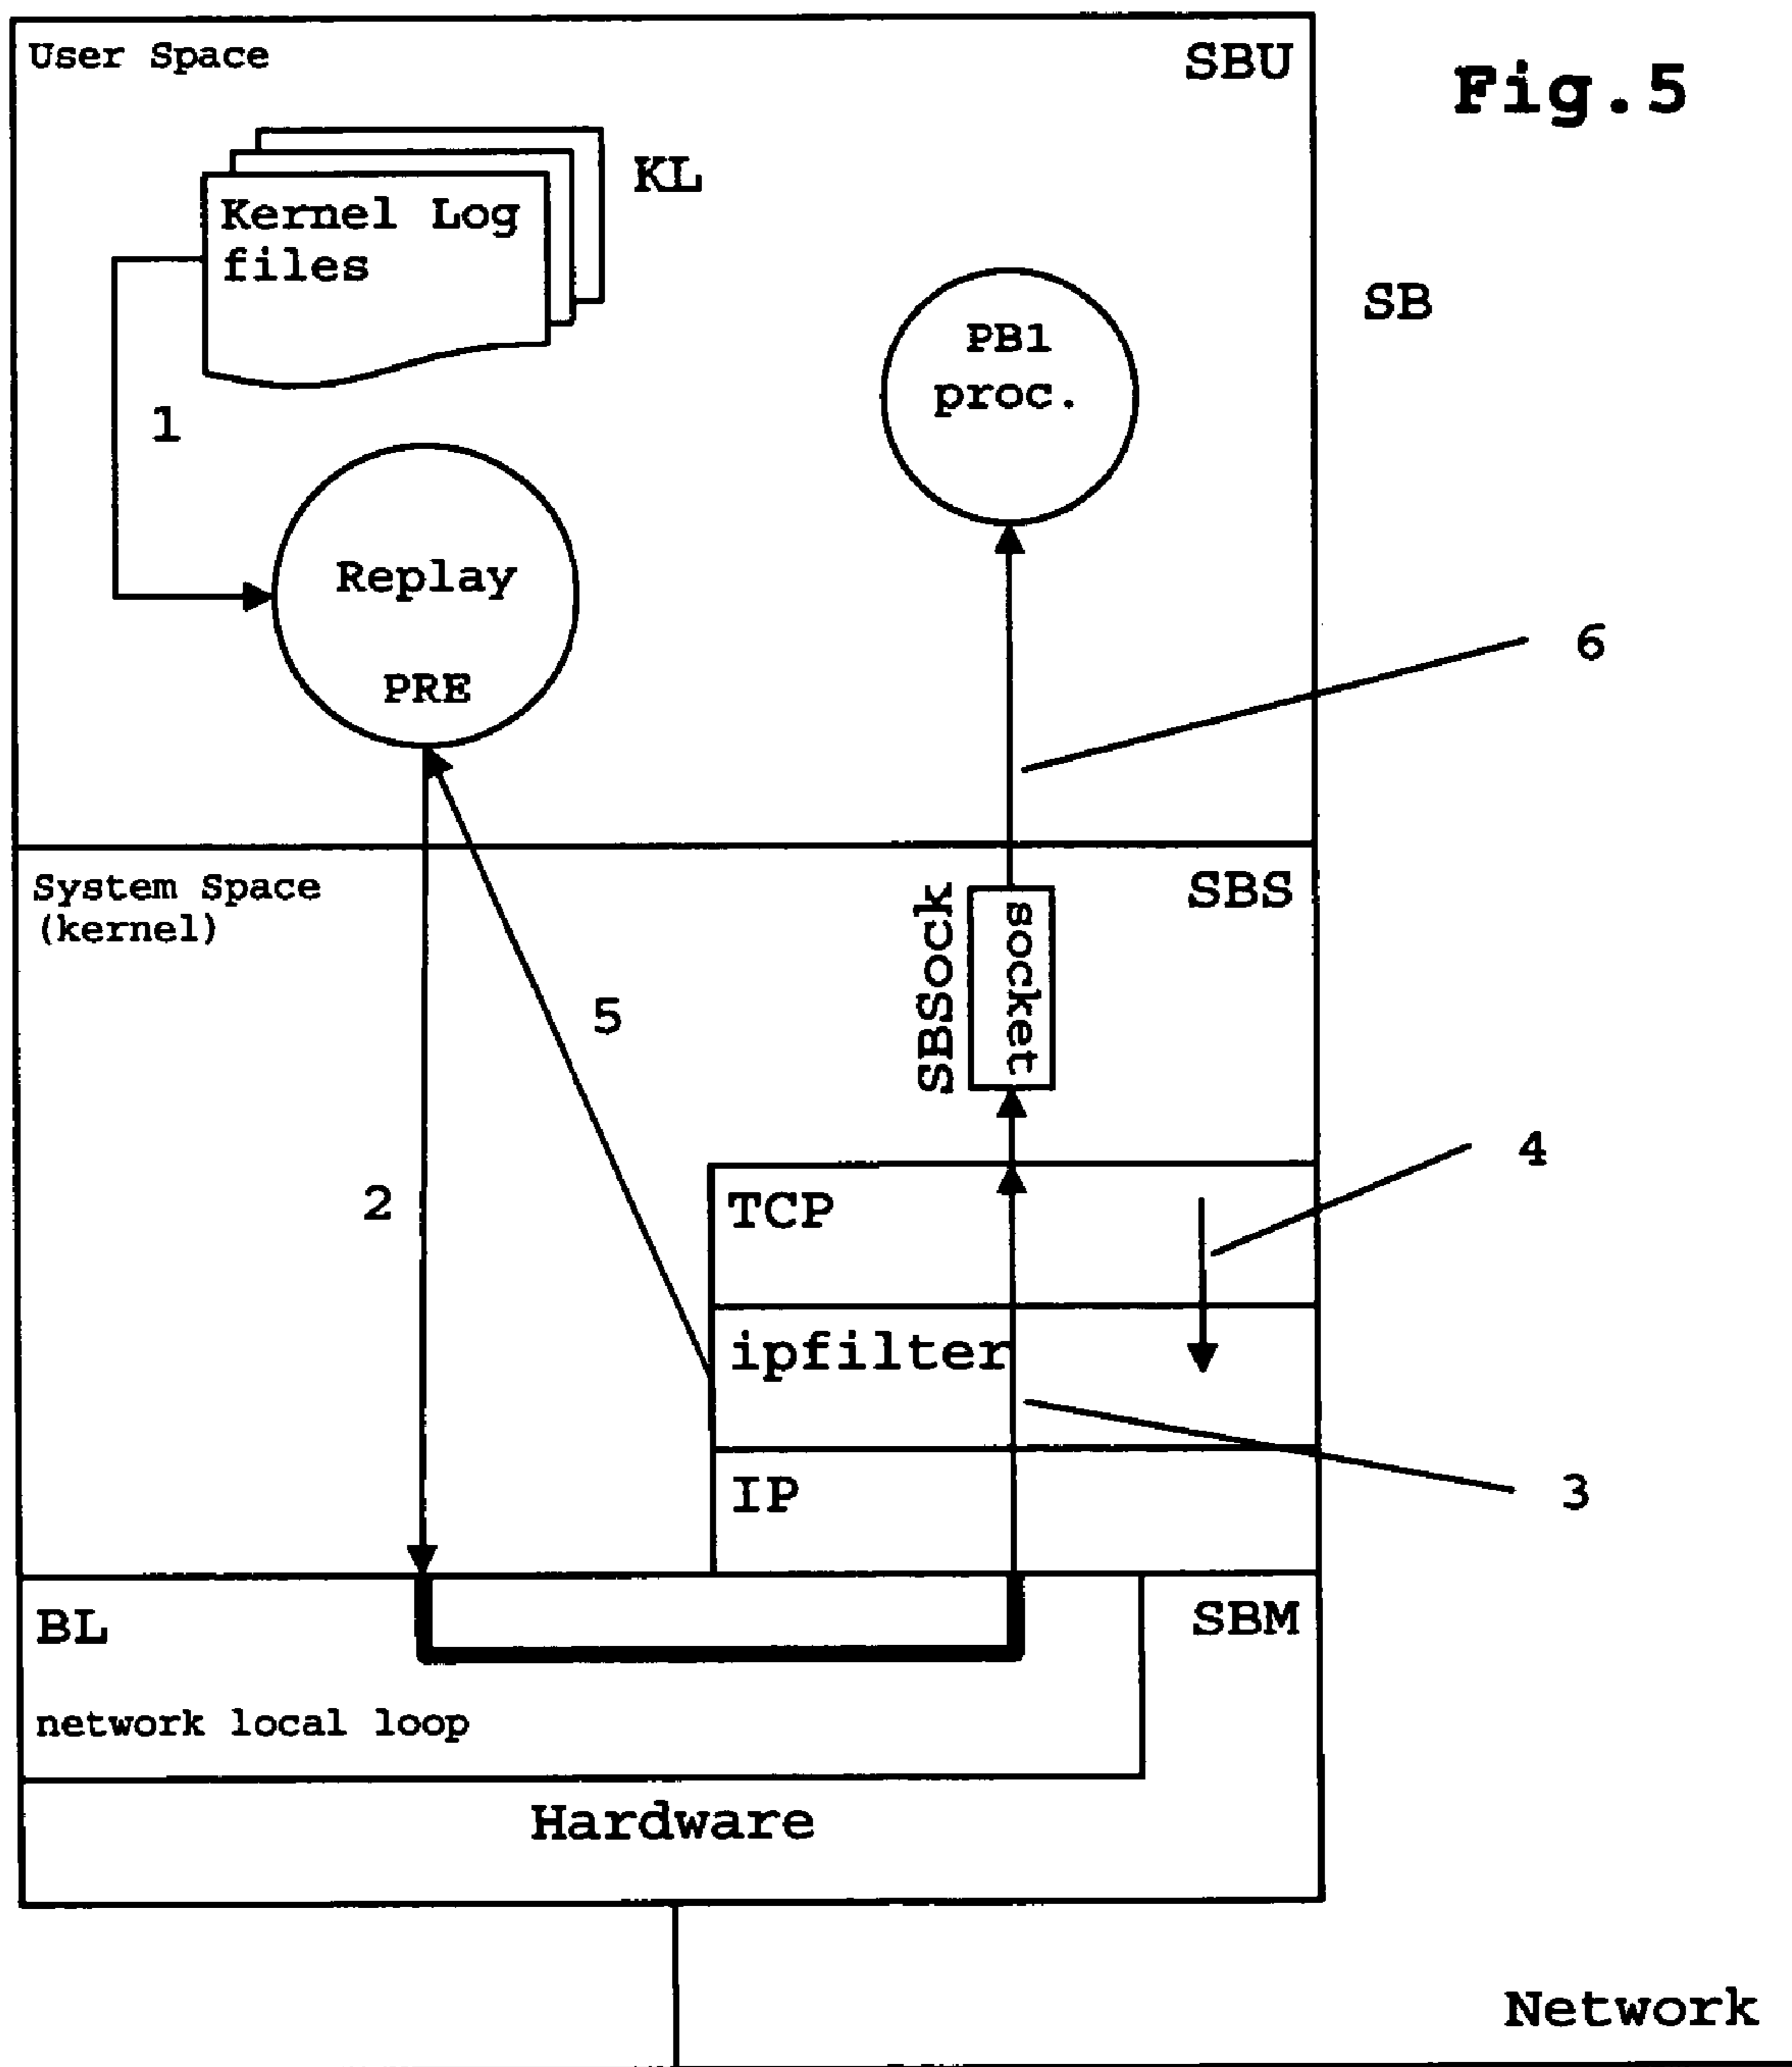 User Space
SBU
Fig.5
KL
Kernel Log
files
SB
PB1
proc.
1
Replay
PRE
6
System Space
(kernel)
SBS
SBSock
socket
5
4
2
TCP
ipfilter
3
IP
BL
SBM
network local loop
Hardware
Network